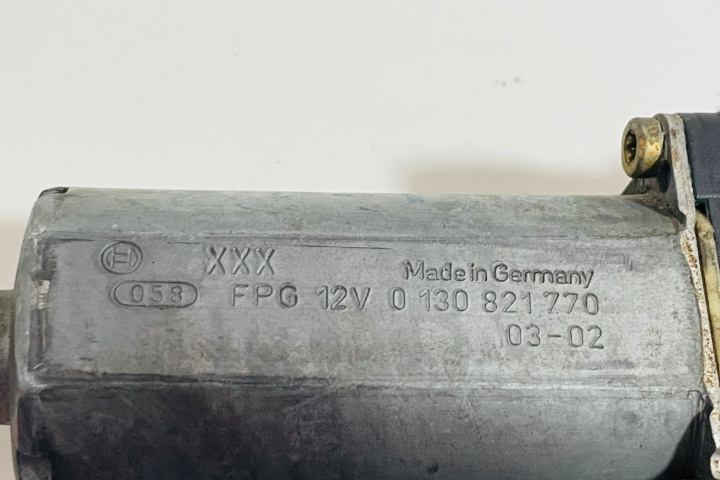 XXX
Made in Germany
058 FPG 12V 0 130 821 770
03-02